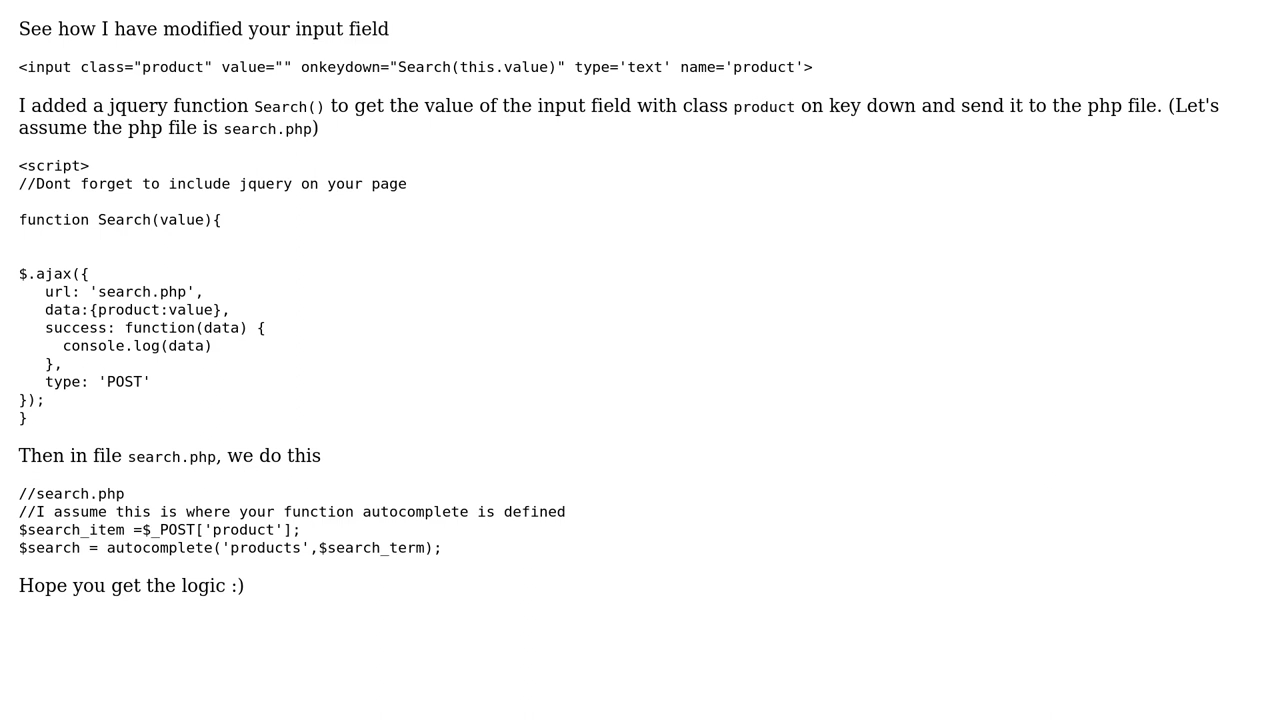 See how I have modified your input field
<input class="product" value="" onkeydown="Search(this.value)" type='text' name='product'>
I added a jquery function Search() to get the value of the input field with class product on key down and send it to the php file. (Let's
assume the php file is search.php)
<script>
//Dont forget to include jquery on your page
function Search(value){
$.ajax({
   url: 'search.php',
   data:{product:value},
   success: function(data) {
     console.log(data)
   },
   type: 'POST'
});
}
Then in file search.php, we do this
//search.php
//I assume this is where your function autocomplete is defined
$search_item =$_POST['product'];
$search = autocomplete('products',$search_term);
Hope you get the logic :)